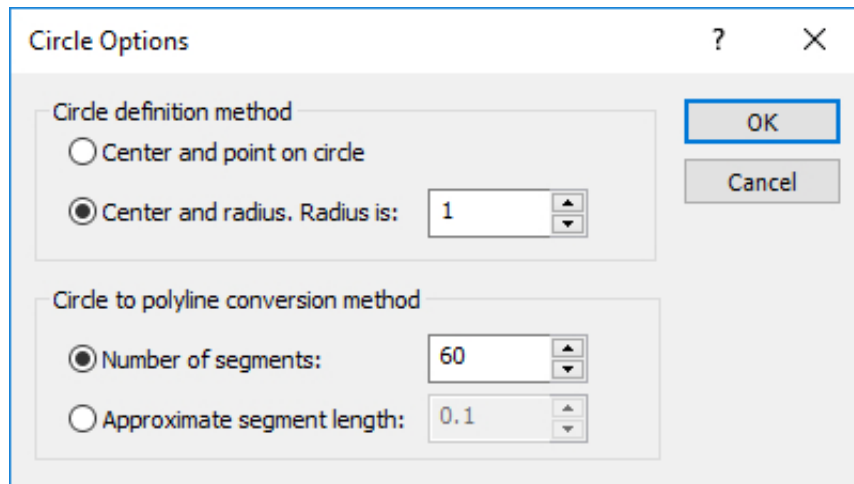 Circle Options ?
Circle definition method
OK
Center and point on circle
Cancel
Center and radius. Radius is: 1
Circle to polyline conversion method
Number of segments: 60
Approximate segment length: 0.1